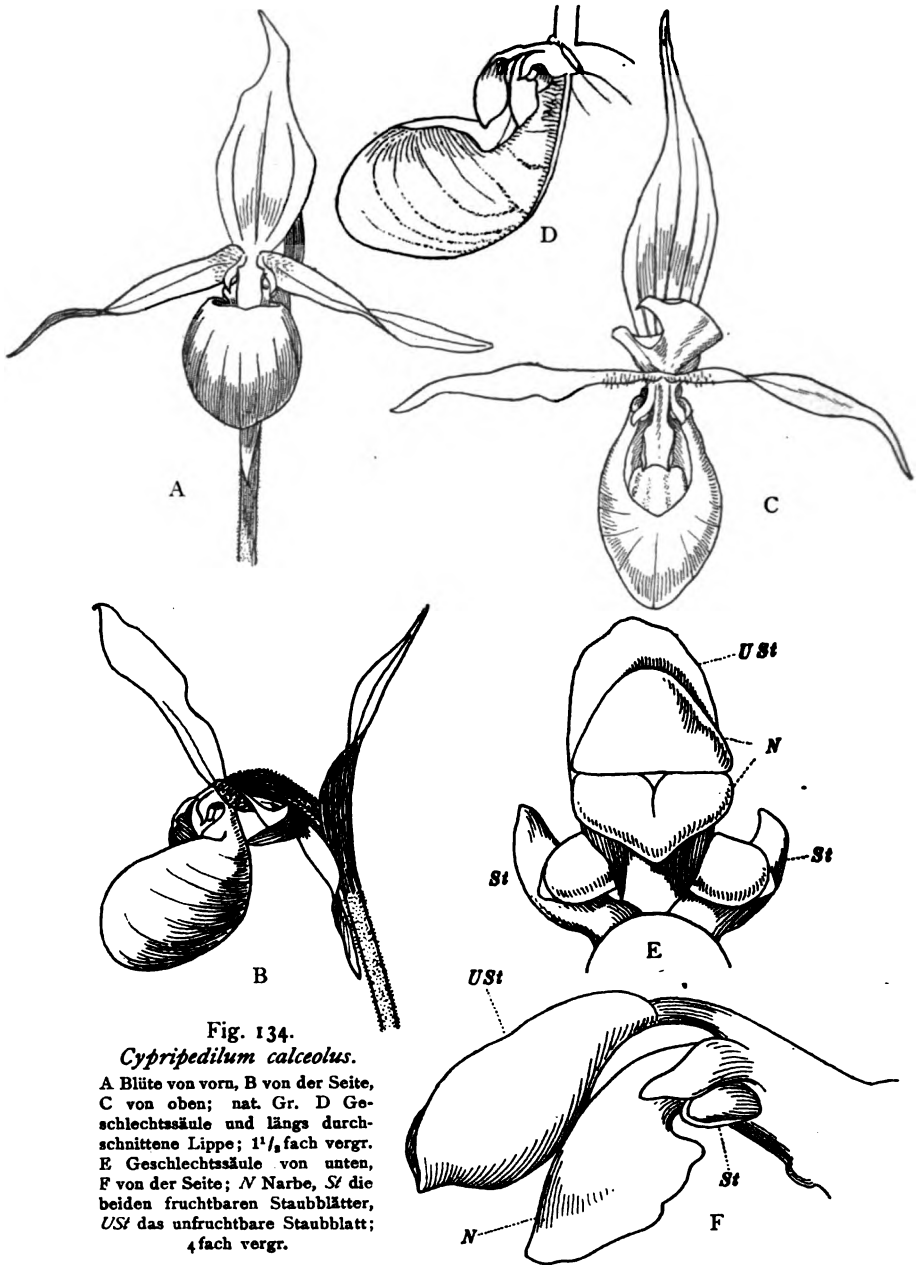 D
A
C
USt
N
St
St
E
B
USt
St
N
F
Fig. 134.
Cypripedilum calceolus.
A Blüte von vorn, B von der Seite,
C von oben; nat. Gr. D Ge-
schlechtssäule und längs durch-
schnittene Lippe; 1½fach vergr.
E Geschlechtssäule von unten,
F von der Seite; N Narbe, St die
beiden fruchtbaren Staubblätter,
USt das unfruchtbare Staubblatt;
4fach vergr.